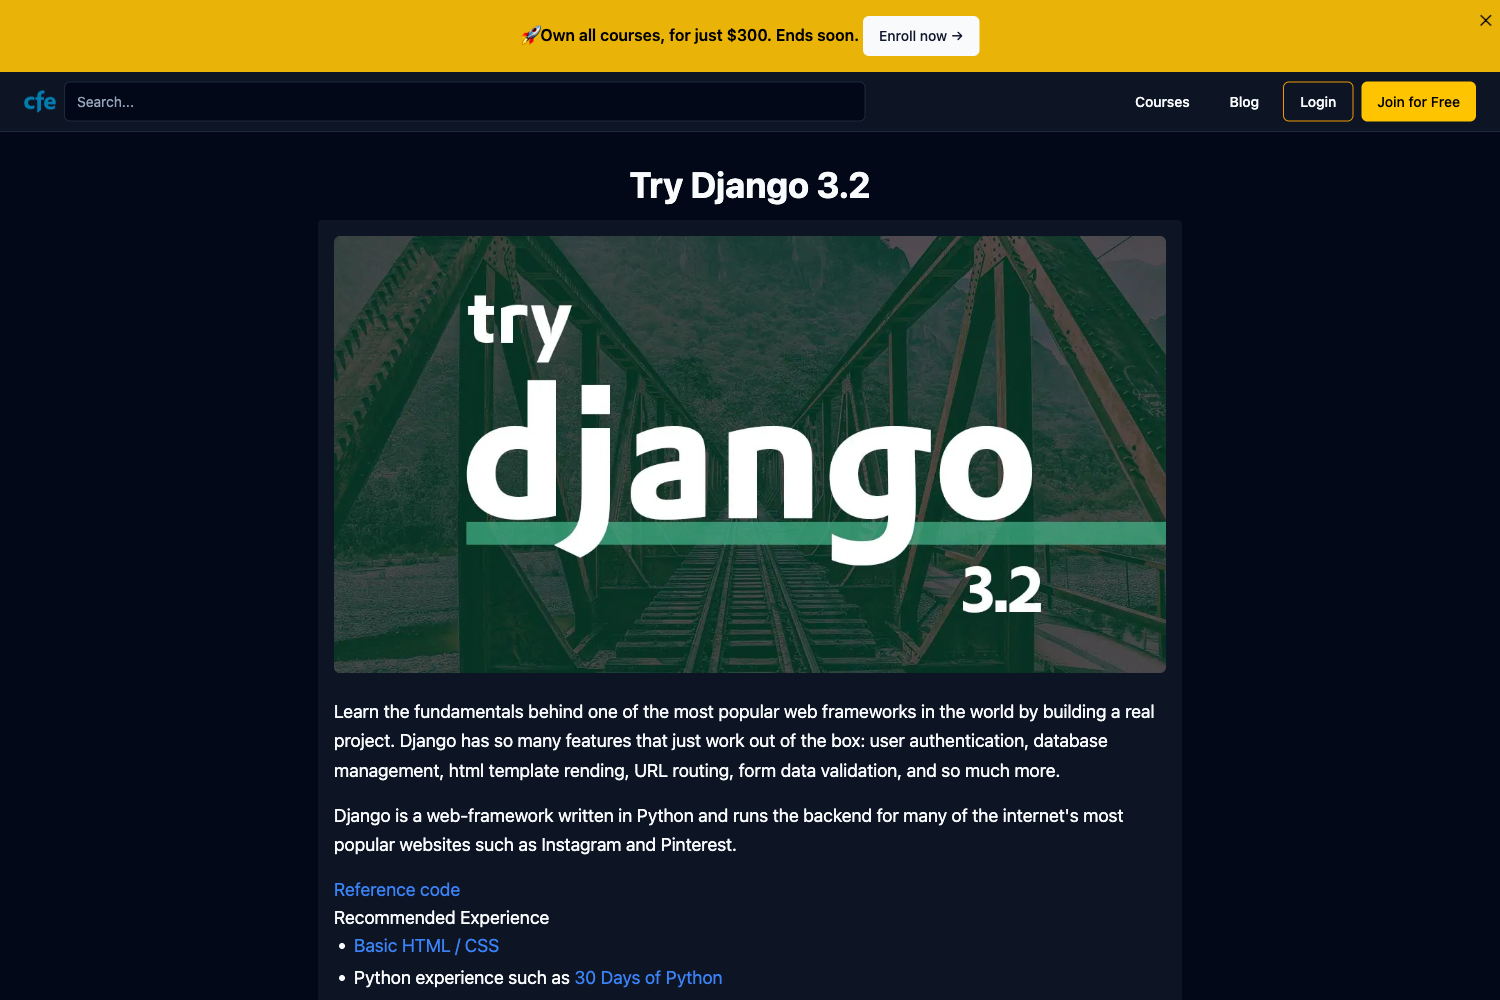 🚀Own all courses, for just $300. Ends soon. Enroll now →
cfe Search... Courses Blog Login Join for Free
Try Django 3.2
try
django
3.2
Learn the fundamentals behind one of the most popular web frameworks in the world by building a real
project. Django has so many features that just work out of the box: user authentication, database
management, html template rending, URL routing, form data validation, and so much more.
Django is a web-framework written in Python and runs the backend for many of the internet's most
popular websites such as Instagram and Pinterest.
Reference code
Recommended Experience
• Basic HTML / CSS
• Python experience such as 30 Days of Python